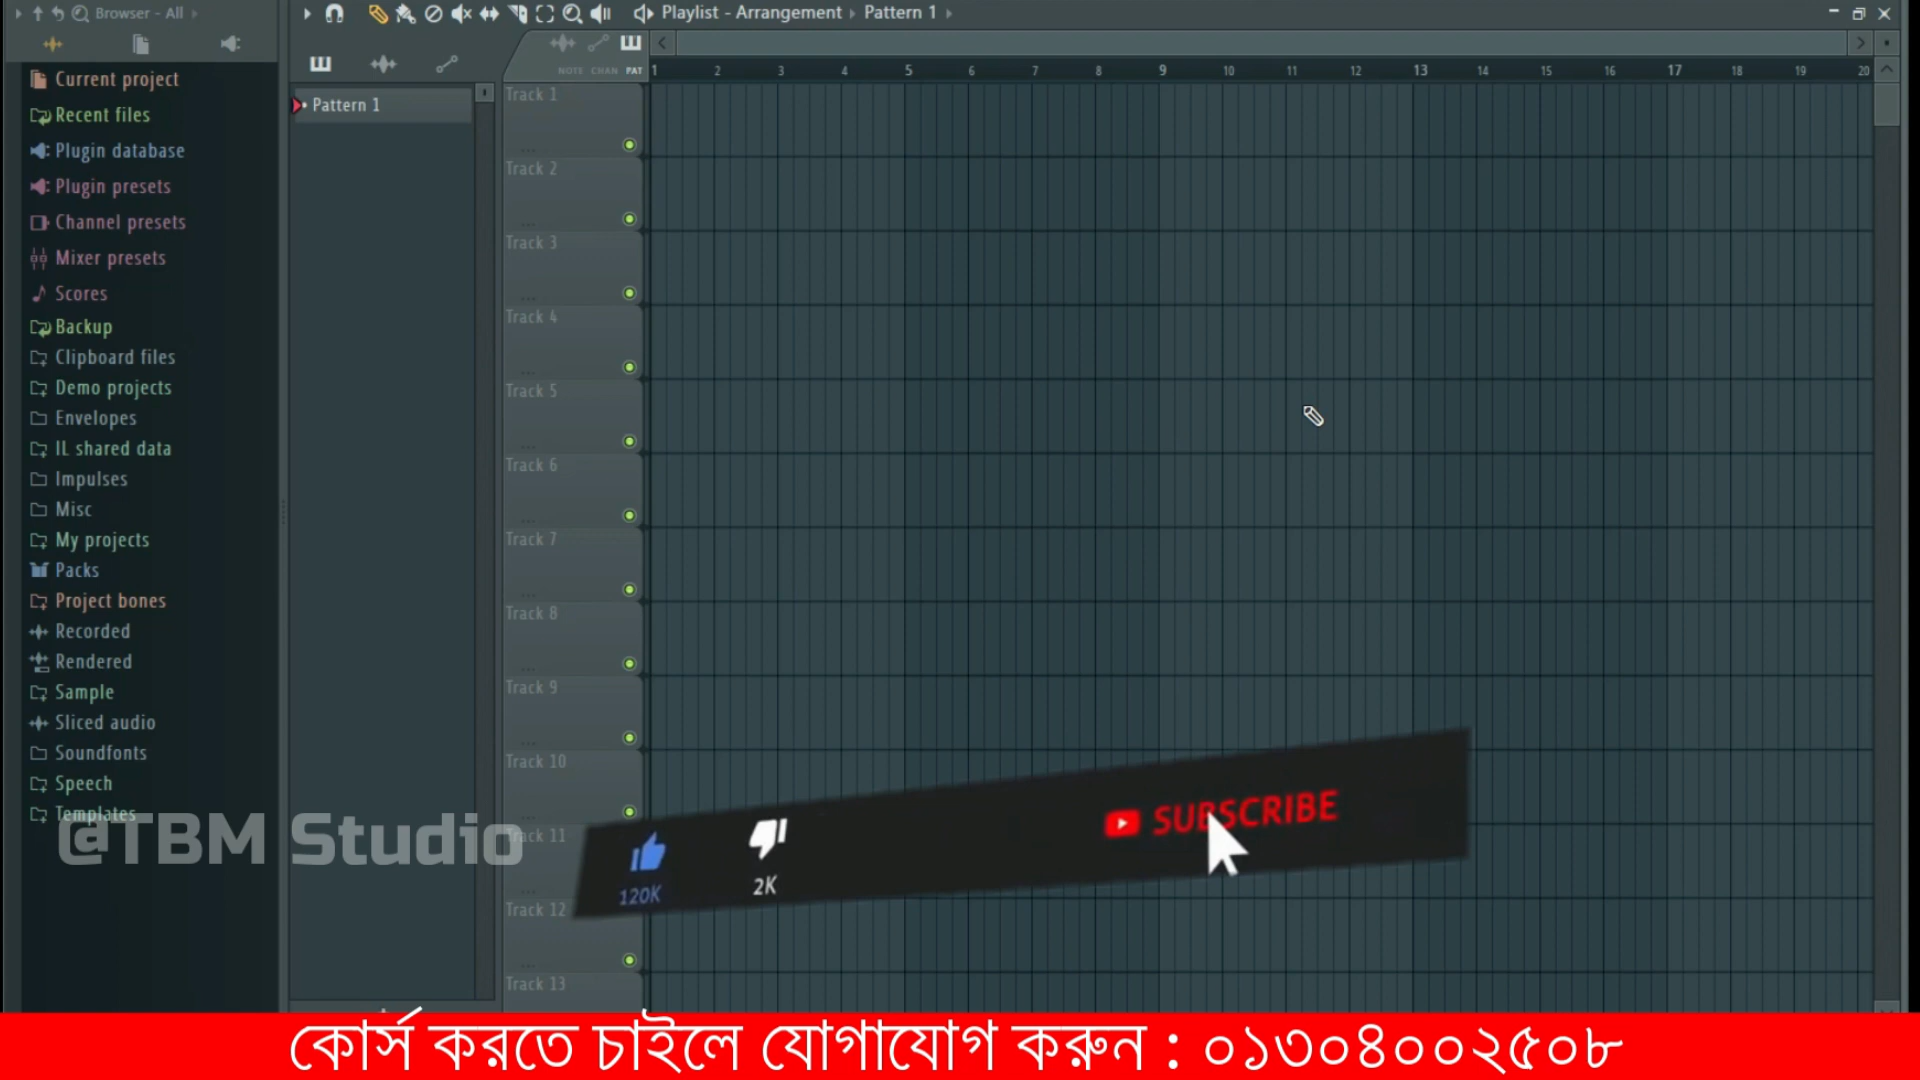 Browser - All
Playlist - Arrangement Pattern 1
NOTE CHAN PAT
1 2 3 4 5 6 7 8 9 10 11 12 13 14 15 16 17 18 19 20
Current project
Recent files
Plugin database
Plugin presets
Channel presets
Mixer presets
Scores
Backup
Clipboard files
Demo projects
Envelopes
IL shared data
Impulses
Misc
My projects
Packs
Project bones
Recorded
Rendered
Sample
Sliced audio
Soundfonts
Speech
Templates
Pattern 1
Track 1
Track 2
Track 3
Track 4
Track 5
Track 6
Track 7
Track 8
Track 9
Track 10
Track 11
Track 12
Track 13
@TBM Studio
120K
2K
SUBSCRIBE
কোর্স করতে চাইলে যোগাযোগ করুন : ০১৩০৪০০২৫০৮